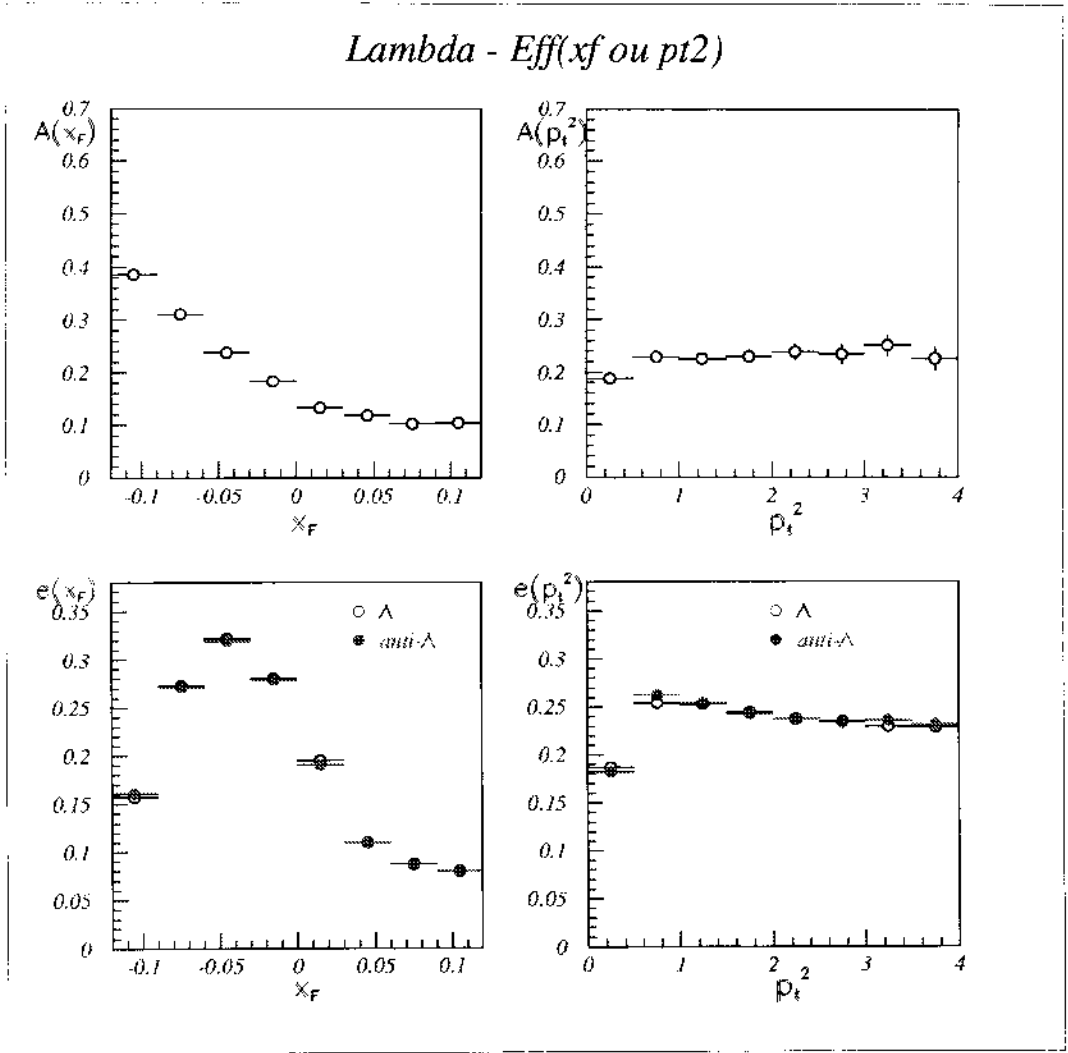 Lambda - Eff(xf ou pt2)
A(x_F)
0.7
0.6
0.5
0.4
0.3
0.2
0.1
0
-0.1 -0.05 0 0.05 0.1
x_F
A(p_t^2)
0.7
0.6
0.5
0.4
0.3
0.2
0.1
0
0 1 2 3 4
p_t^2
e(x_F)
0.35
0.3
0.25
0.2
0.15
0.1
0.05
0
Λ
anti-Λ
-0.1 -0.05 0 0.05 0.1
x_F
e(p_t^2)
0.35
0.3
0.25
0.2
0.15
0.1
0.05
0
Λ
anti-Λ
0 1 2 3 4
p_t^2